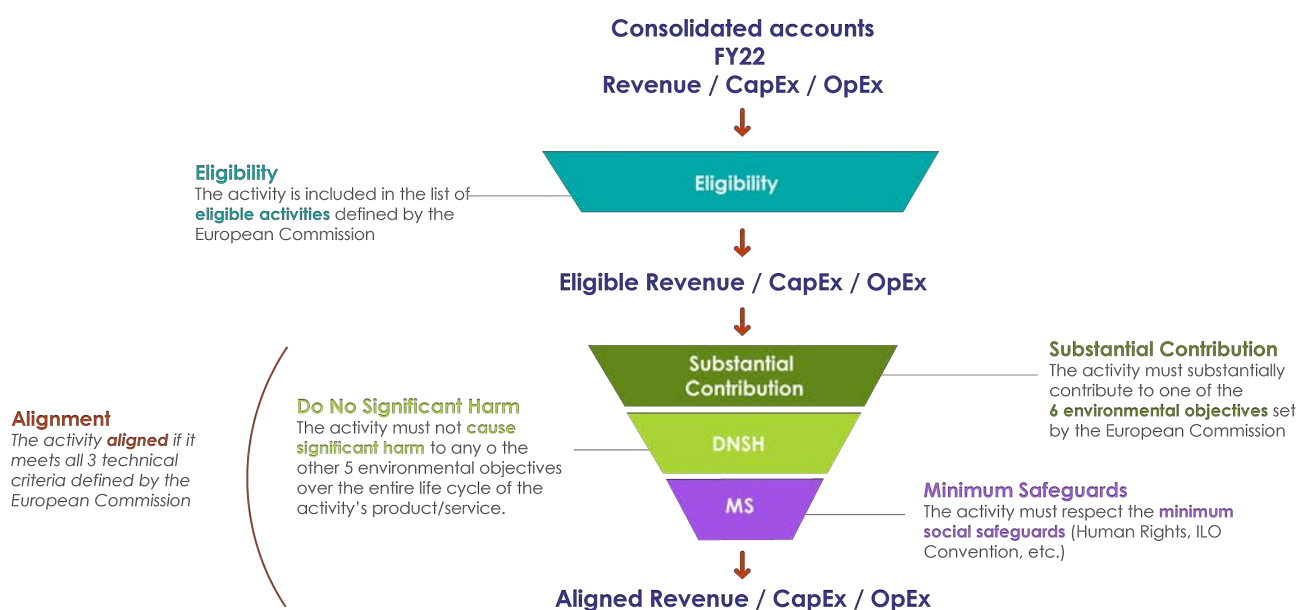 Consolidated accounts
FY22
Revenue / CapEx / OpEx
Eligibility
The activity is included in the list of
eligible activities defined by the
European Commission
Eligibility
Eligible Revenue / CapEx / OpEx
Substantial
Contribution
Substantial Contribution
The activity must substantially
contribute to one of the
6 environmental objectives set
by the European Commission
Alignment
The activity aligned if it
meets all 3 technical
criteria defined by the
European Commission
Do No Significant Harm
The activity must not cause
significant harm to any o the
other 5 environmental objectives
over the entire life cycle of the
activity's product/service.
DNSH
MS
Minimum Safeguards
The activity must respect the minimum
social safeguards (Human Rights, ILO
Convention, etc.)
Aligned Revenue / CapEx / OpEx